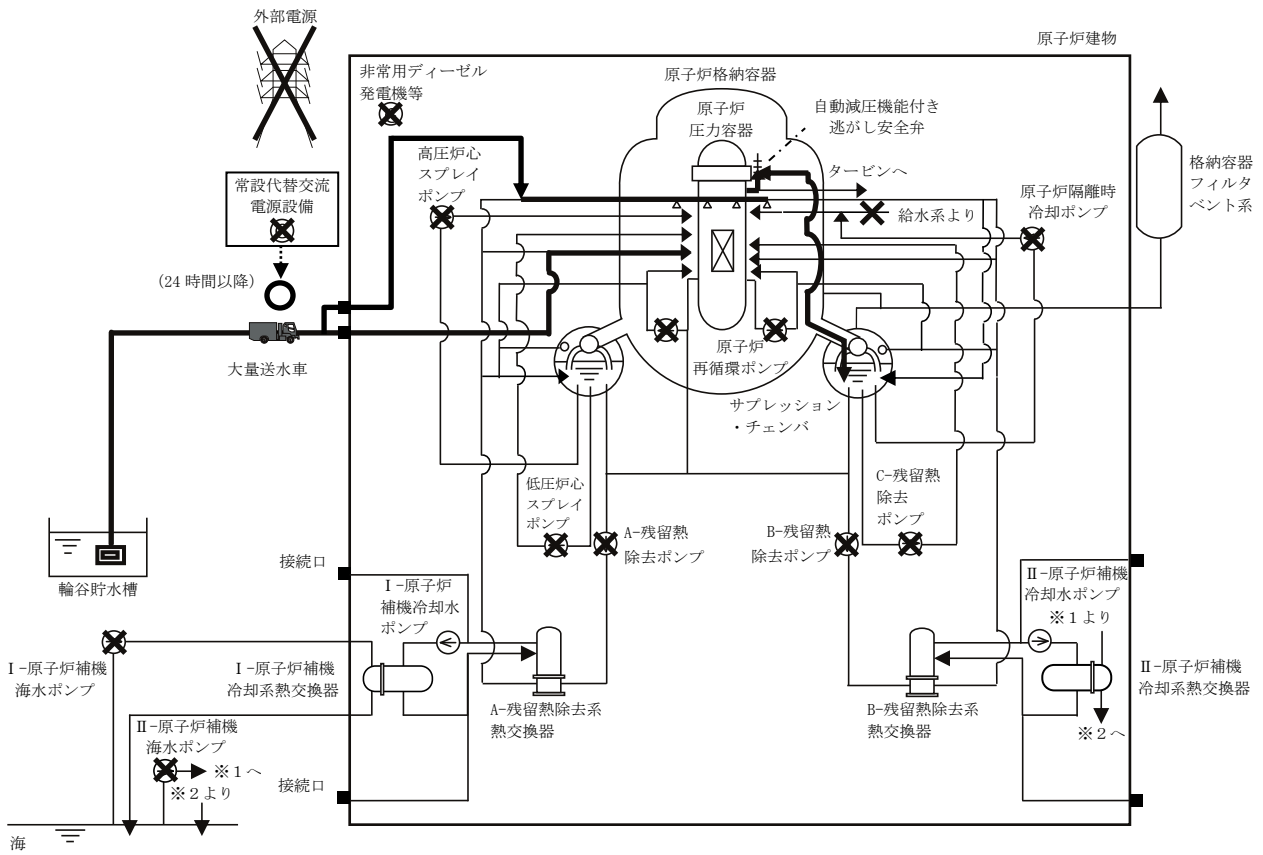 外部電源
原子炉建物
非常用ディーゼル
発電機等
原子炉格納容器
原子炉
圧力容器
自動減圧機能付き
逃がし安全弁
高圧炉心
スプレイ
ポンプ
タービンへ
給水系より
原子炉隔離時
冷却ポンプ
格納容器
フィルタ
ベント系
常設代替交流
電源設備
(24 時間以降)
大量送水車
原子炉
再循環ポンプ
サプレッション
・チェンバ
低圧炉心
スプレイ
ポンプ
A-残留熱
除去ポンプ
B-残留熱
除去ポンプ
C-残留熱
除去
ポンプ
輪谷貯水槽
接続口
Ⅰ-原子炉
補機冷却水
ポンプ
Ⅱ-原子炉補機
冷却水ポンプ
※1より
Ⅰ-原子炉補機
海水ポンプ
Ⅰ-原子炉補機
冷却系熱交換器
Ⅱ-原子炉補機
冷却系熱交換器
A-残留熱除去系
熱交換器
B-残留熱除去系
熱交換器
※2へ
Ⅱ-原子炉補機
海水ポンプ
※1へ
※2より
接続口
海